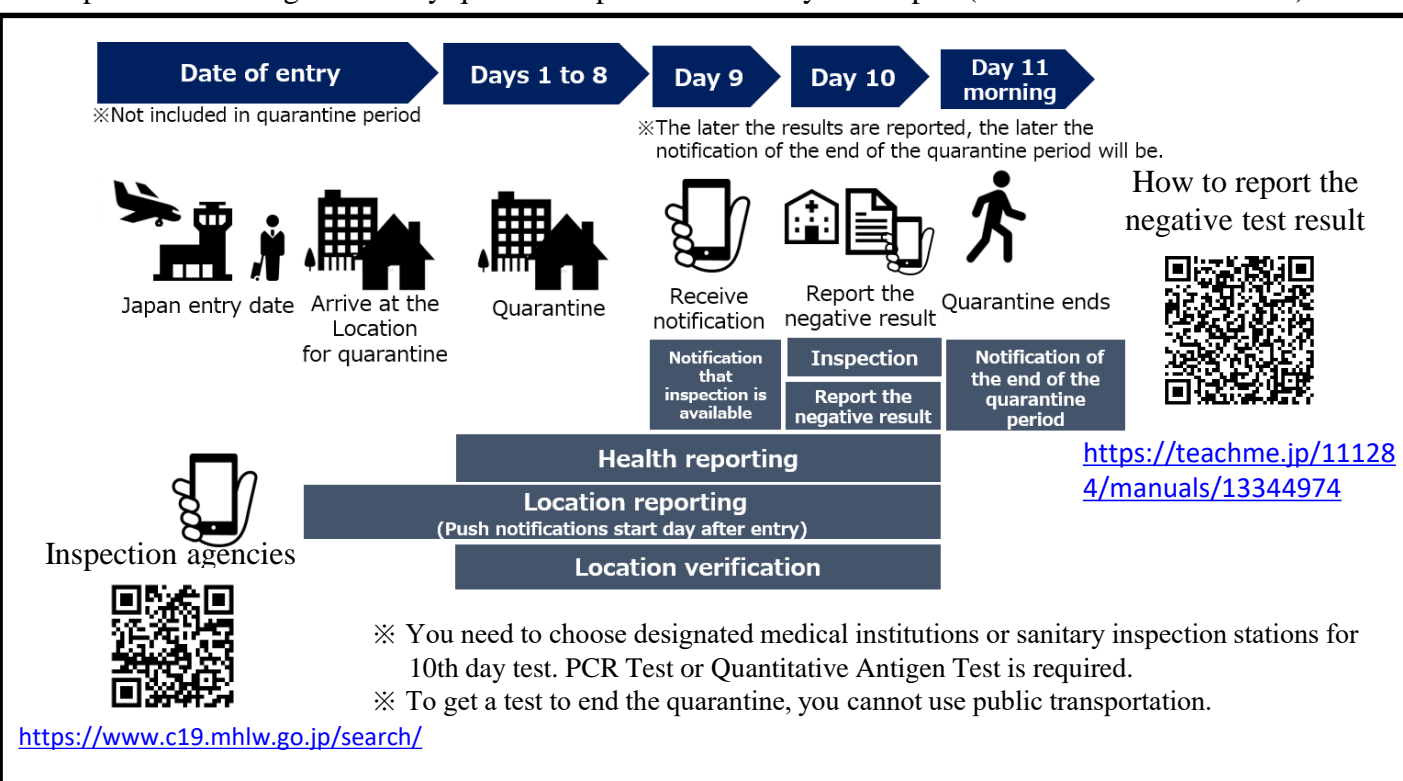 Date of entry
Days 1 to 8
Day 9
Day 10
Day 11
morning
※Not included in quarantine period
※The later the results are reported, the later the
notification of the end of the quarantine period will be.
How to report the
negative test result
Japan entry date
Arrive at the
Location
for quarantine
Quarantine
Receive
notification
Report the
negative result
Quarantine ends
Notification
that
inspection is
available
Inspection
Report the
negative result
Notification of
the end of the
quarantine
period
https://teachme.jp/11128
4/manuals/13344974
Health reporting
Location reporting
(Push notifications start day after entry)
Location verification
Inspection agencies
※ You need to choose designated medical institutions or sanitary inspection stations for
10th day test. PCR Test or Quantitative Antigen Test is required.
※ To get a test to end the quarantine, you cannot use public transportation.
https://www.c19.mhlw.go.jp/search/